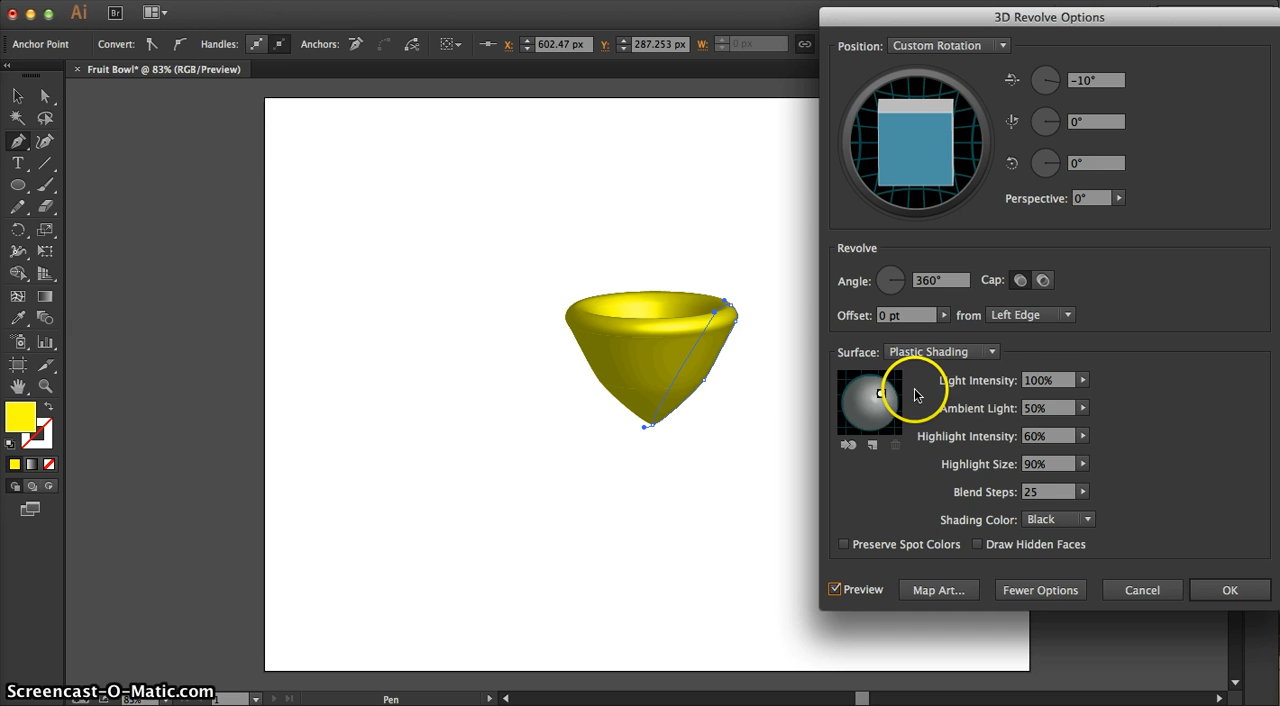 Ai Br
3D Revolve Options
Anchor Point Convert: Handles: Anchors: X: 602.47 px Y: 287.253 px W: 0 px
× Fruit Bowl* @ 83% (RGB/Preview)
Position: Custom Rotation
-10°
0°
0°
Perspective: 0°
Revolve
Angle: 360° Cap:
Offset: 0 pt from Left Edge
Surface: Plastic Shading
Light Intensity: 100%
Ambient Light: 50%
Highlight Intensity: 60%
Highlight Size: 90%
Blend Steps: 25
Shading Color: Black
Preserve Spot Colors Draw Hidden Faces
Preview Map Art... Fewer Options Cancel OK
T
Screencast-O-Matic.com
83% 1 Pen